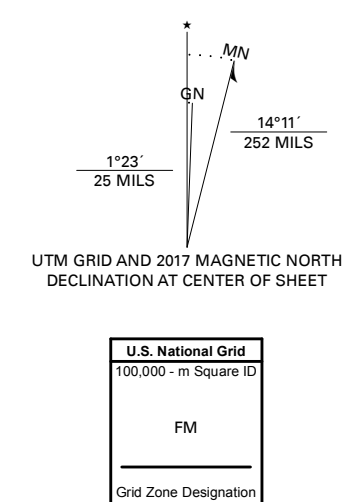 ★
MN
GN
14°11´
252 MILS
1°23´
25 MILS
UTM GRID AND 2017 MAGNETIC NORTH
DECLINATION AT CENTER OF SHEET
U.S. National Grid
100,000 - m Square ID
FM
Grid Zone Designation